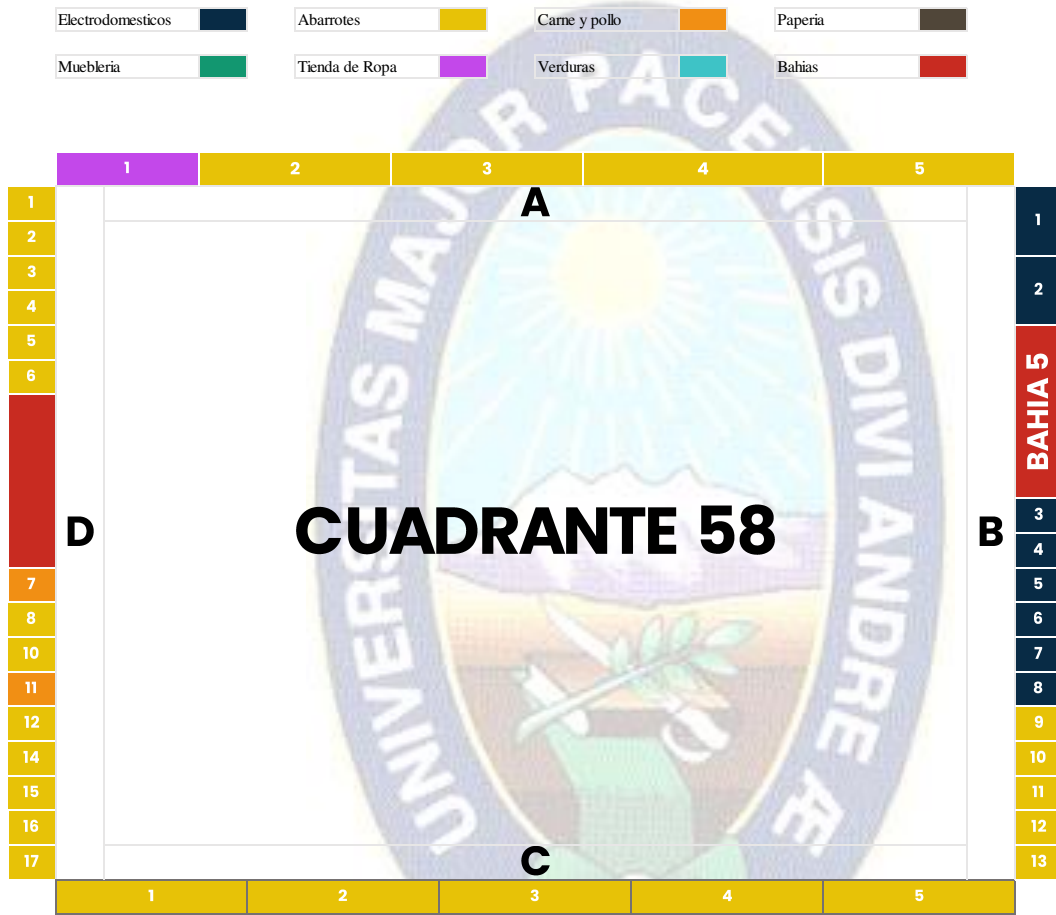 Electrodomesticos Abarrotes Carne y pollo Paperia
Muebleria Tienda de Ropa Verduras Bahias
1 2 3 4 5
A
1
2
3
4
5
6
D
7
8
10
11
12
14
15
16
17
CUADRANTE 58
1
2
BAHIA 5
B
3
4
5
6
7
8
9
10
11
12
13
C
1 2 3 4 5
UNIVERSITAS MAJOR PACENSIS DIVI ANDRE Æ